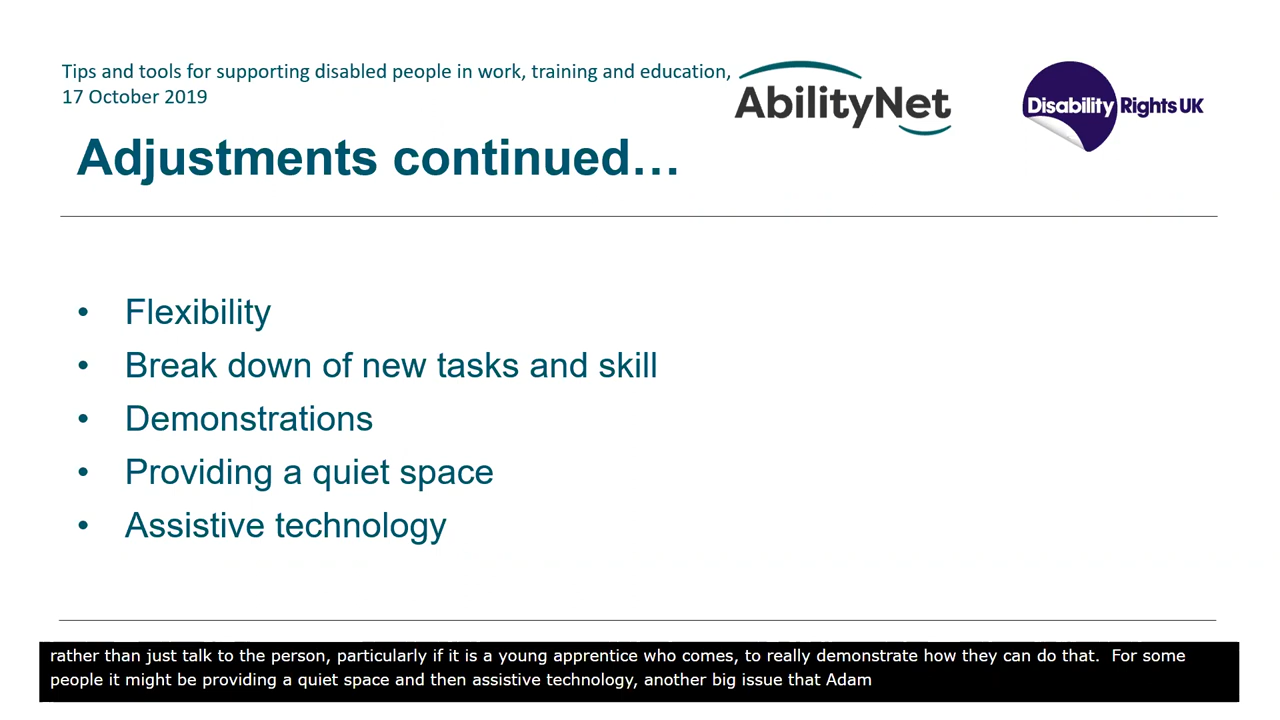 Tips and tools for supporting disabled people in work, training and education,
17 October 2019
AbilityNet
Disability Rights UK
Adjustments continued…
• Flexibility
• Break down of new tasks and skill
• Demonstrations
• Providing a quiet space
• Assistive technology
rather than just talk to the person, particularly if it is a young apprentice who comes, to really demonstrate how they can do that.  For some
people it might be providing a quiet space and then assistive technology, another big issue that Adam